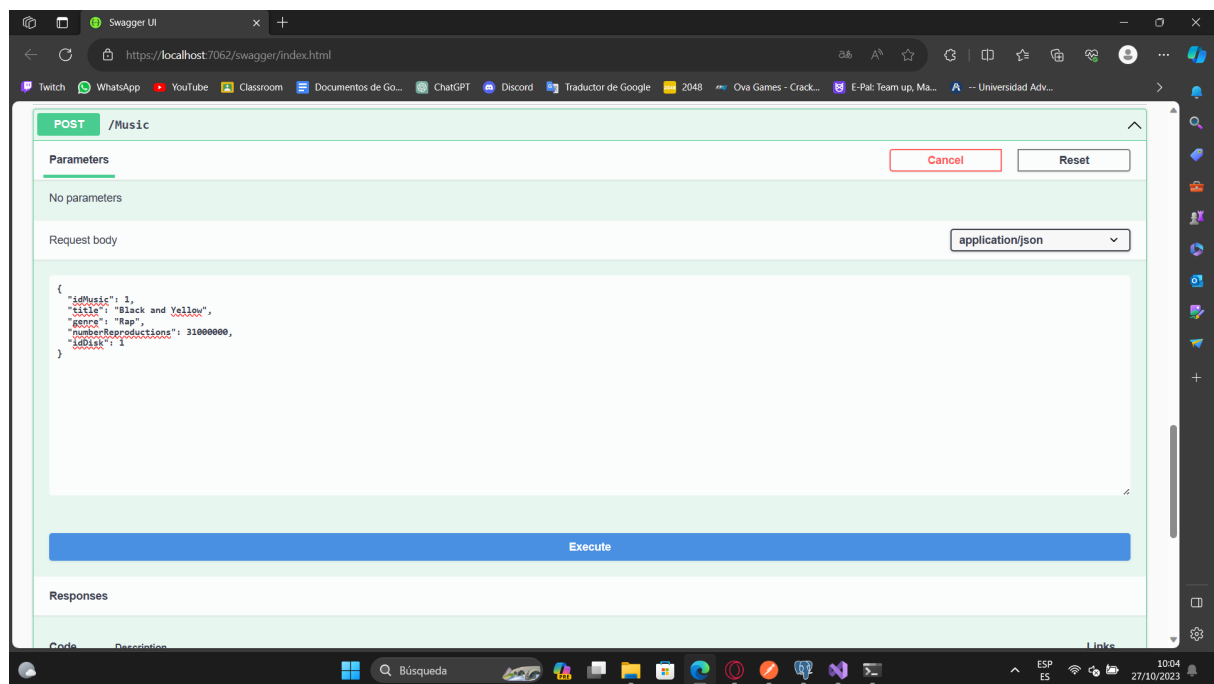 Swagger UI
https://localhost:7062/swagger/index.html
Twitch WhatsApp YouTube Classroom Documentos de Go... ChatGPT Discord Traductor de Google 2048 Ova Games - Crack... E-Pal: Team up, Ma... -- Universidad Adv...
POST /Music
Parameters Cancel Reset
No parameters
Request body application/json
{
"idMusic": 1,
"title": "Black and Yellow",
"genre": "Rap",
"numberReproductions": 31000000,
"idDisk": 1
}
Execute
Responses
Code Description Links
Búsqueda PRE ESP 10:04
ES 27/10/2023